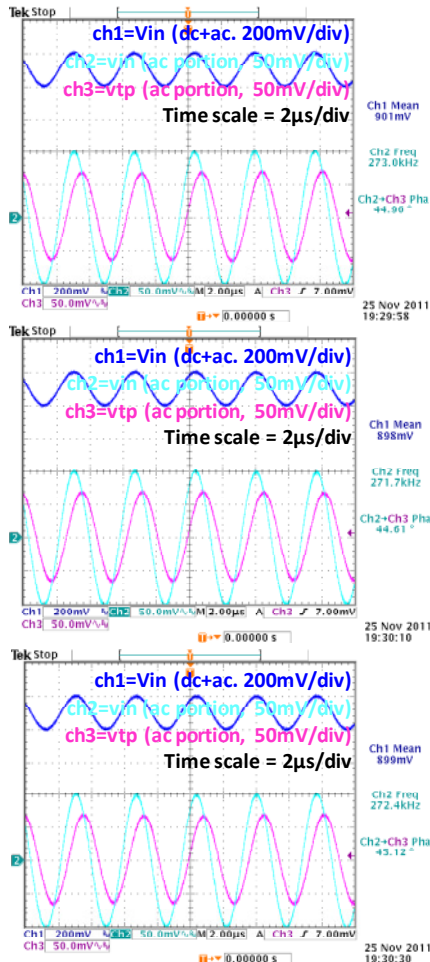 Tek Stop
ch1=Vin (dc+ac. 200mV/div)
ch2=vin (ac portion, 50mV/div)
ch3=vtp (ac portion, 50mV/div)
Time scale = 2μs/div
Ch1 Mean
901mV
Ch2 Freq
273.0kHz
Ch2→Ch3 Pha
44.90°
2
Ch1 200mV Ch2 50.0mV M 2.00μs A Ch3 7.00mV
Ch3 50.0mV
0.00000 s
25 Nov 2011
19:29:58
Tek Stop
ch1=Vin (dc+ac. 200mV/div)
ch2=vin (ac portion, 50mV/div)
ch3=vtp (ac portion, 50mV/div)
Time scale = 2μs/div
Ch1 Mean
898mV
Ch2 Freq
271.7kHz
Ch2→Ch3 Pha
44.61°
2
Ch1 200mV Ch2 50.0mV M 2.00μs A Ch3 7.00mV
Ch3 50.0mV
0.00000 s
25 Nov 2011
19:30:10
Tek Stop
ch1=Vin (dc+ac. 200mV/div)
ch2=vin (ac portion, 50mV/div)
ch3=vtp (ac portion, 50mV/div)
Time scale = 2μs/div
Ch1 Mean
899mV
Ch2 Freq
272.4kHz
Ch2→Ch3 Pha
2
Ch1 200mV Ch2 50.0mV M 2.00μs A Ch3 7.00mV
Ch3 50.0mV
0.00000 s
25 Nov 2011
19:30:30